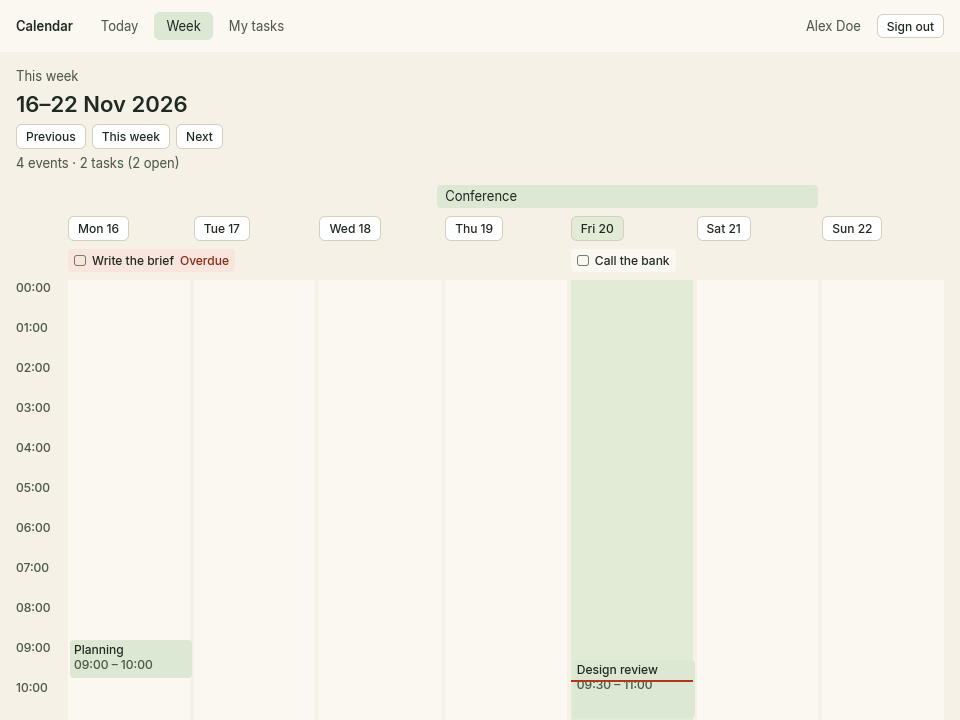 Calendar Today Week My tasks Alex Doe Sign out
This week
16–22 Nov 2026
Previous This week Next
4 events · 2 tasks (2 open)
Conference
Mon 16 Tue 17 Wed 18 Thu 19 Fri 20 Sat 21 Sun 22
Write the brief Overdue Call the bank
00:00
01:00
02:00
03:00
04:00
05:00
06:00
07:00
08:00
09:00
Planning
09:00 – 10:00
Design review
09:30 – 11:00
10:00